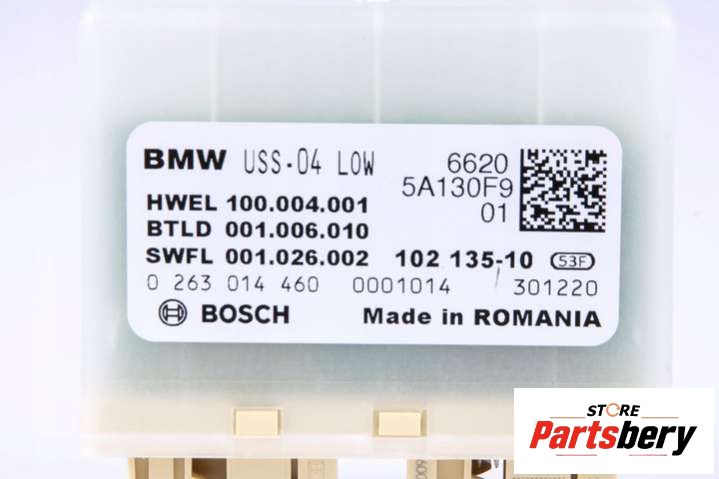 BMW USS-04 LOW
6620
5A130F9
01
HWEL 100.004.001
BTLD 001.006.010
SWFL 001.026.002 102 135-10 53F
0 263 014 460 0001014 301220
BOSCH Made in ROMANIA
STORE
Partsbery